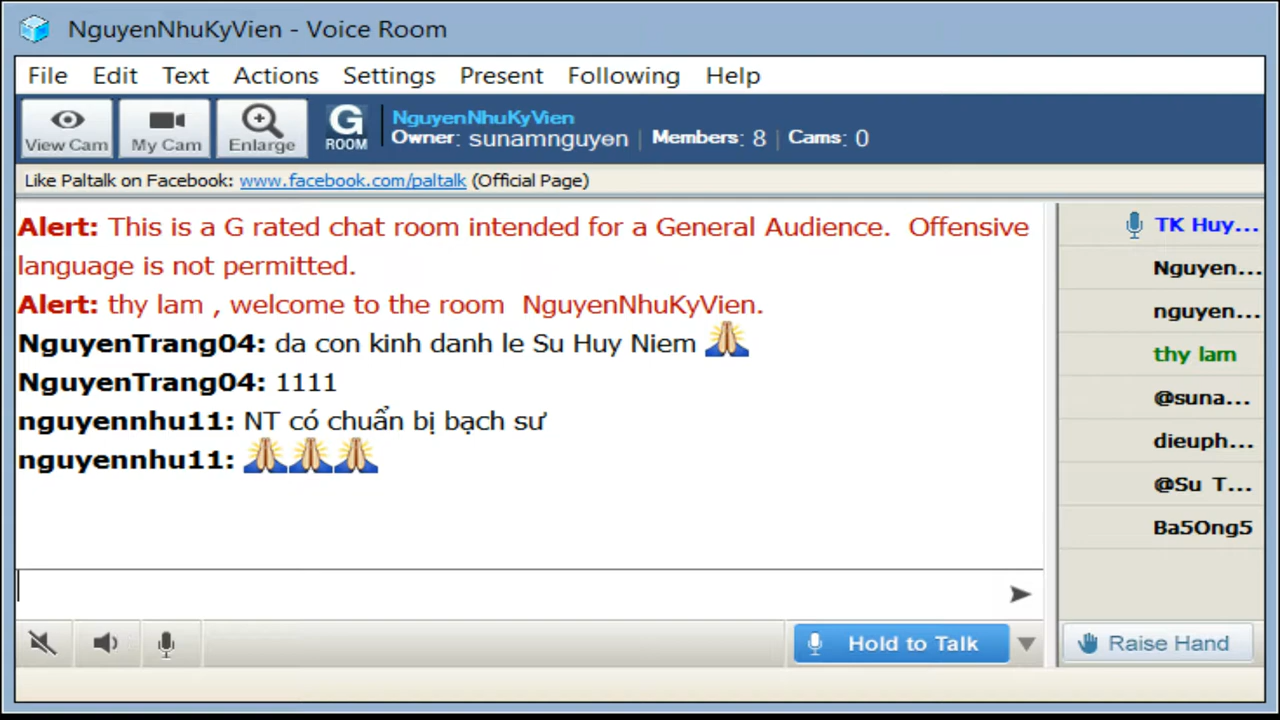 NguyenNhuKyVien - Voice Room
File Edit Text Actions Settings Present Following Help
View Cam My Cam Enlarge G ROOM
NguyenNhuKyVien
Owner: sunamnguyen Members: 8 Cams: 0
Like Paltalk on Facebook: www.facebook.com/paltalk (Official Page)
Alert: This is a G rated chat room intended for a General Audience. Offensive
language is not permitted.
Alert: thy lam , welcome to the room NguyenNhuKyVien.
NguyenTrang04: da con kinh danh le Su Huy Niem 🙏
NguyenTrang04: 1111
nguyennhu11: NT có chuẩn bị bạch sư
nguyennhu11: 🙏🙏🙏
TK Huy...
Nguyen...
nguyen...
thy lam
@suna...
dieuph...
@Su T...
Ba5Ong5
Hold to Talk
Raise Hand